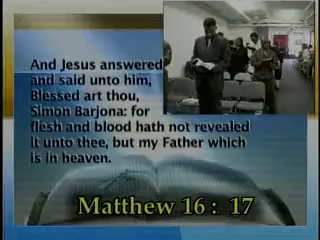 And Jesus answered
and said unto him,
Blessed art thou,
Simon Barjona: for
flesh and blood hath not revealed
it unto thee, but my Father which
is in heaven.
Matthew 16 : 17